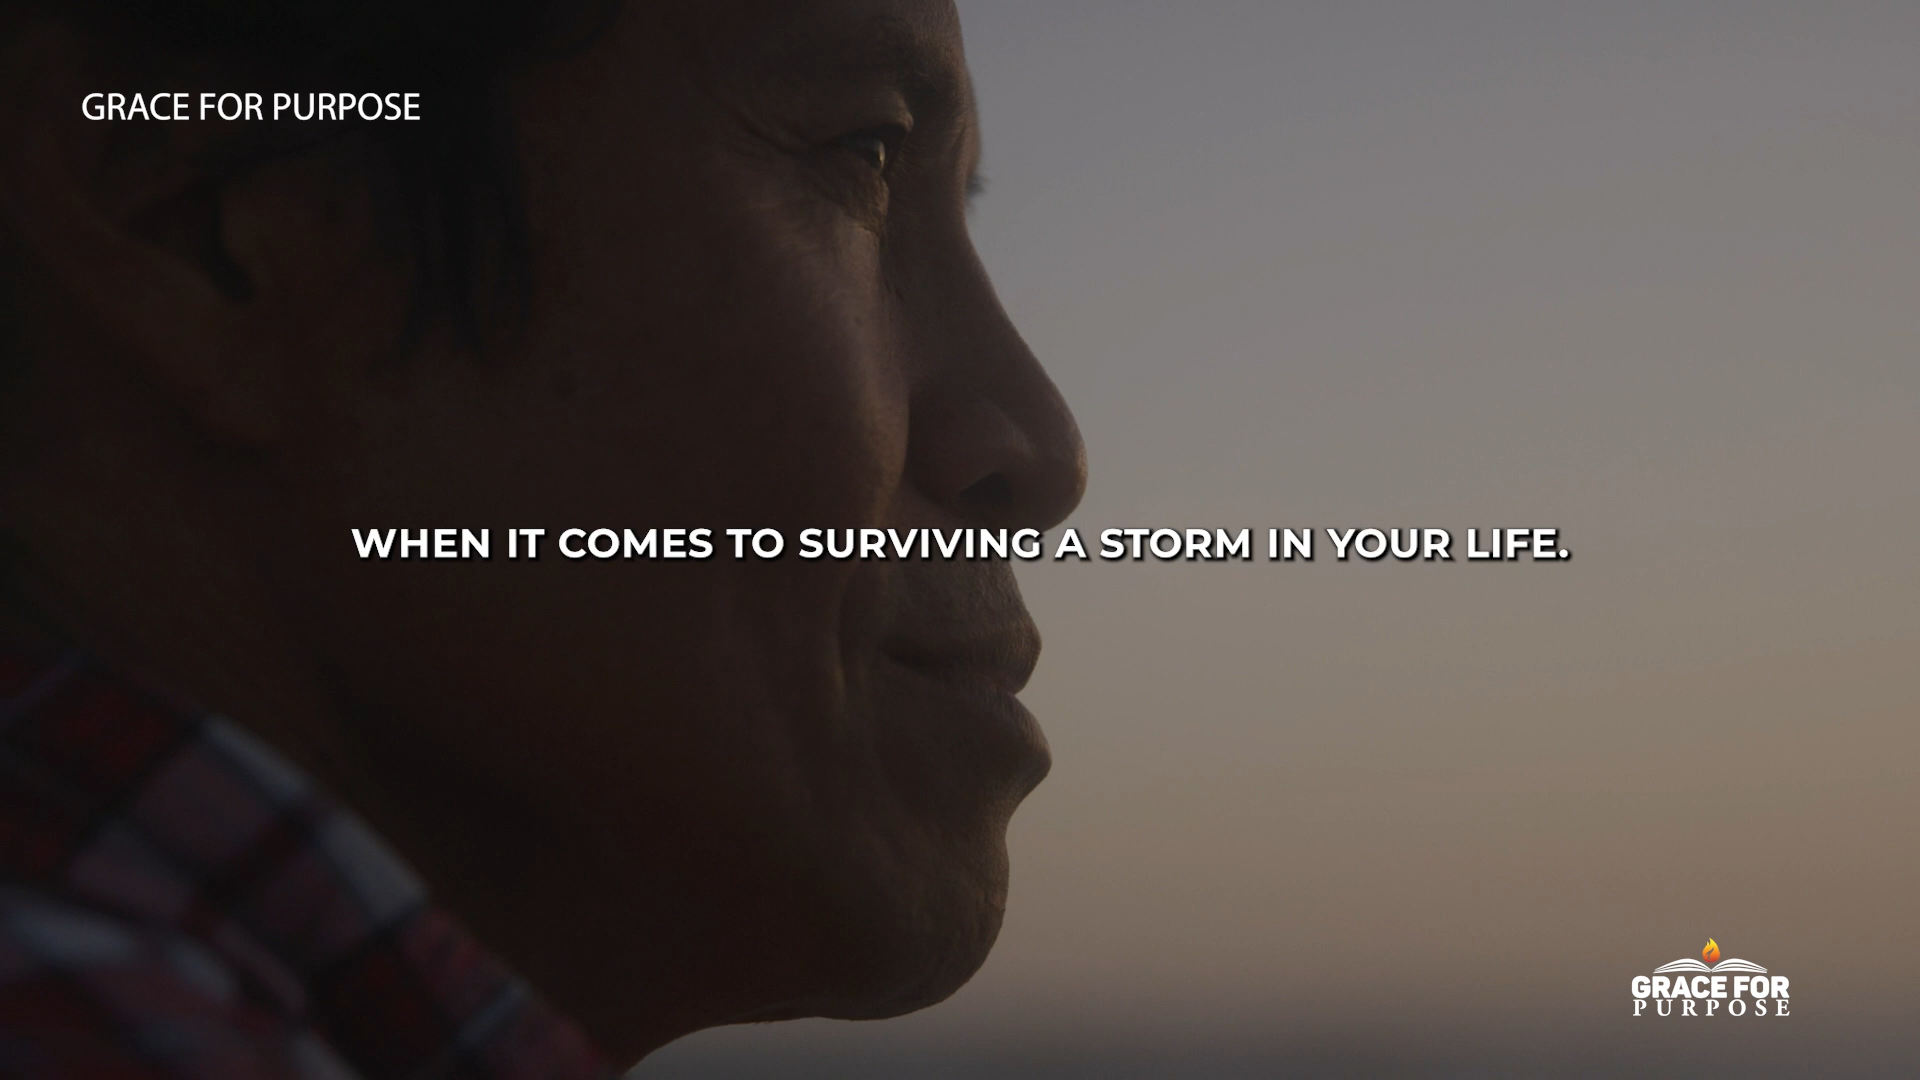 GRACE FOR PURPOSE
WHEN IT COMES TO SURVIVING A STORM IN YOUR LIFE.
GRACE FOR
PURPOSE